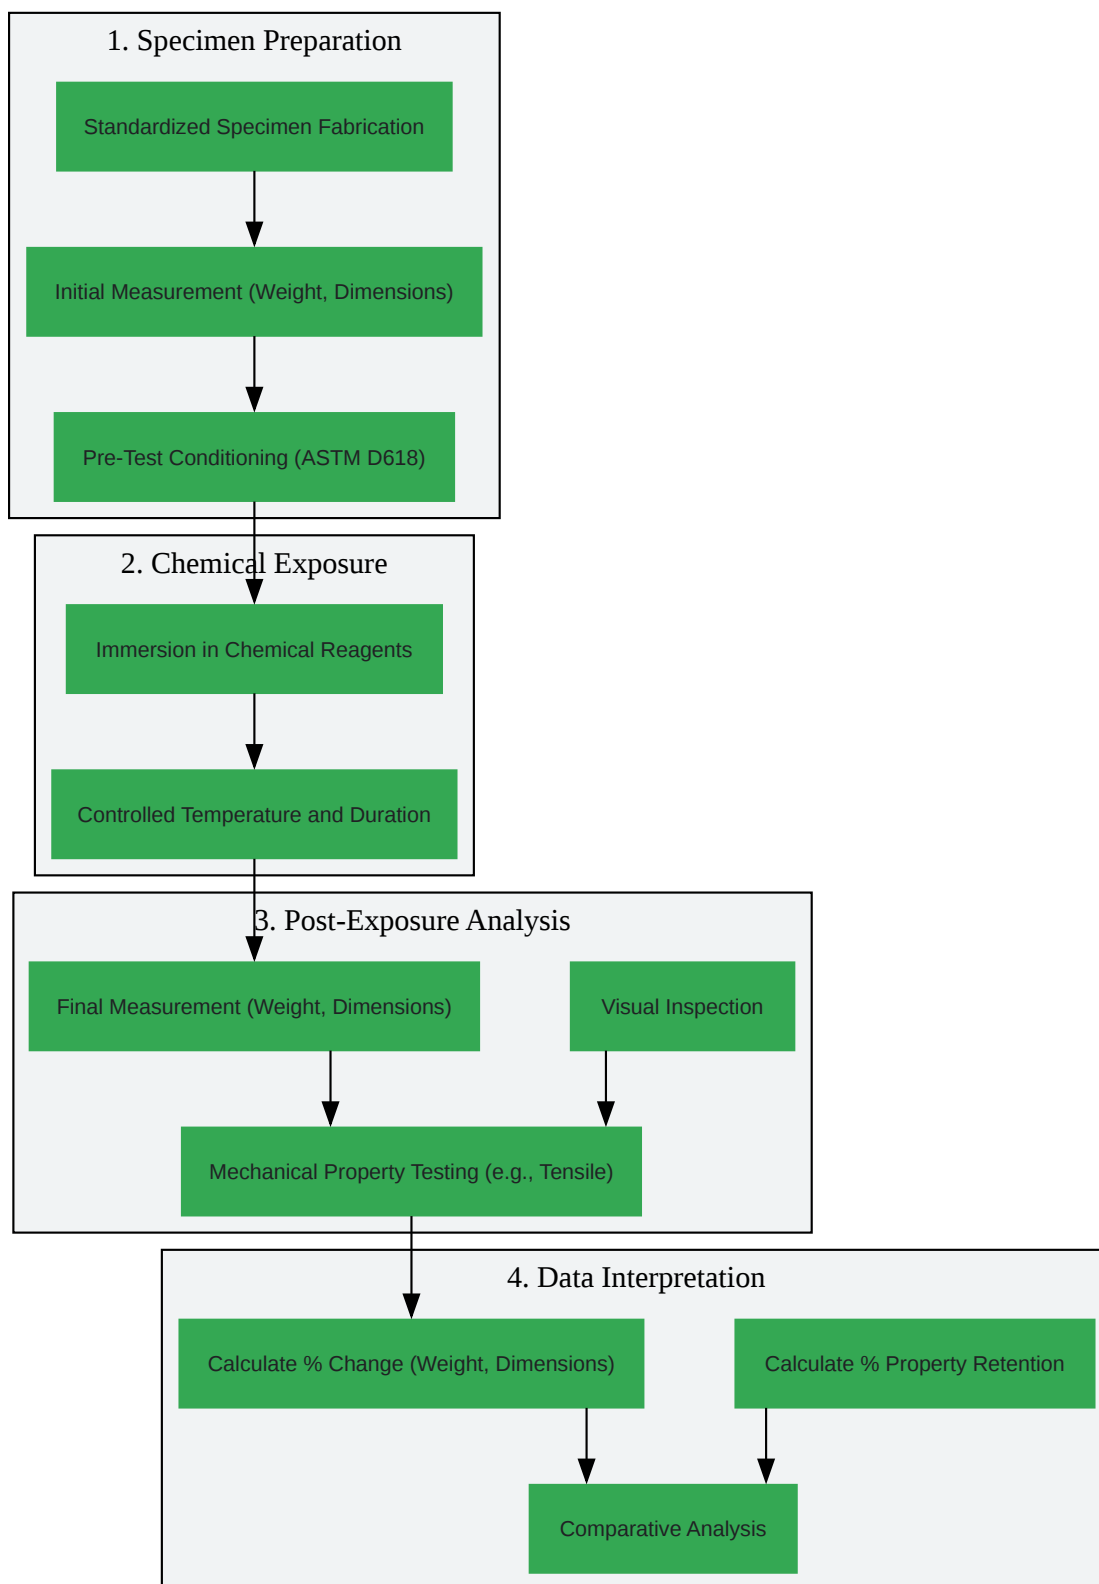 1. Specimen Preparation
Standardized Specimen Fabrication
Initial Measurement (Weight, Dimensions)
Pre-Test Conditioning (ASTM D618)
2. Chemical Exposure
Immersion in Chemical Reagents
Controlled Temperature and Duration
3. Post-Exposure Analysis
Final Measurement (Weight, Dimensions)
Visual Inspection
Mechanical Property Testing (e.g., Tensile)
4. Data Interpretation
Calculate % Change (Weight, Dimensions)
Calculate % Property Retention
Comparative Analysis